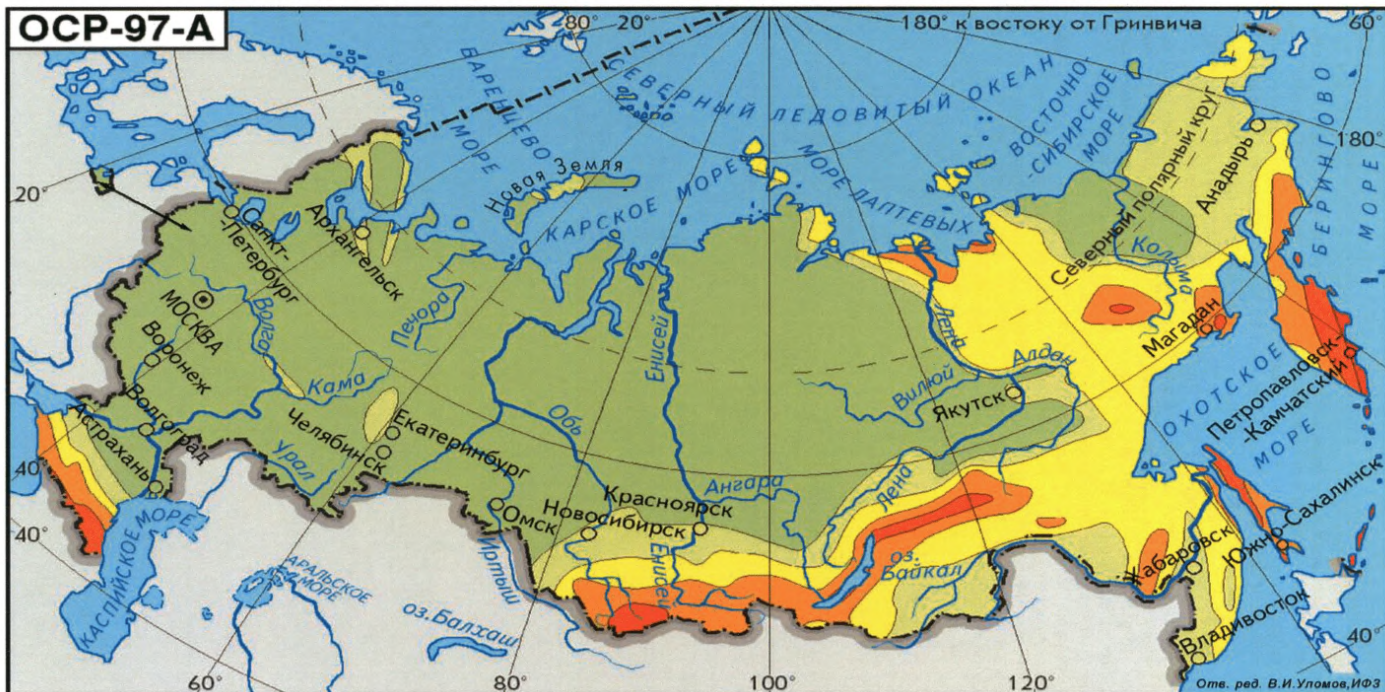 ОСР-97-А
80°
20°
180° к востоку от Гринвича
60°
БАРЕНЦЕВО
МОРЕ
СЕВЕРНЫЙ ЛЕДОВИТЫЙ ОКЕАН
ВОСТОЧНО-
-СИБИРСКОЕ
МОРЕ
БЕРИНГОВО
МОРЕ
180°
Северный полярный круг
Анадырь
Новая Земля
КАРСКОЕ МОРЕ
МОРЕ ЛАПТЕВЫХ
20°
Санкт-
-Петербург
Архангельск
Печора
Колыма
МОСКВА
Волга
Воронеж
Енисей
Лена
Магадан
Кама
Обь
Вилюй
Алдан
Якутск
ОХОТСКОЕ
МОРЕ
Петропавловск-
-Камчатский
Астрахань
Волгоград
Челябинск
Екатеринбург
Урал
40°
40°
Омск
Новосибирск
Красноярск
Ангара
Лена
Иртыш
Енисей
оз.
Байкал
Хабаровск
Южно-Сахалинск
Владивосток
КАСПИЙСКОЕ МОРЕ
АРАЛЬСКОЕ
МОРЕ
оз.Балхаш
40°
60°
80°
100°
120°
Отв. ред. В.И.Уломов,ИФЗ